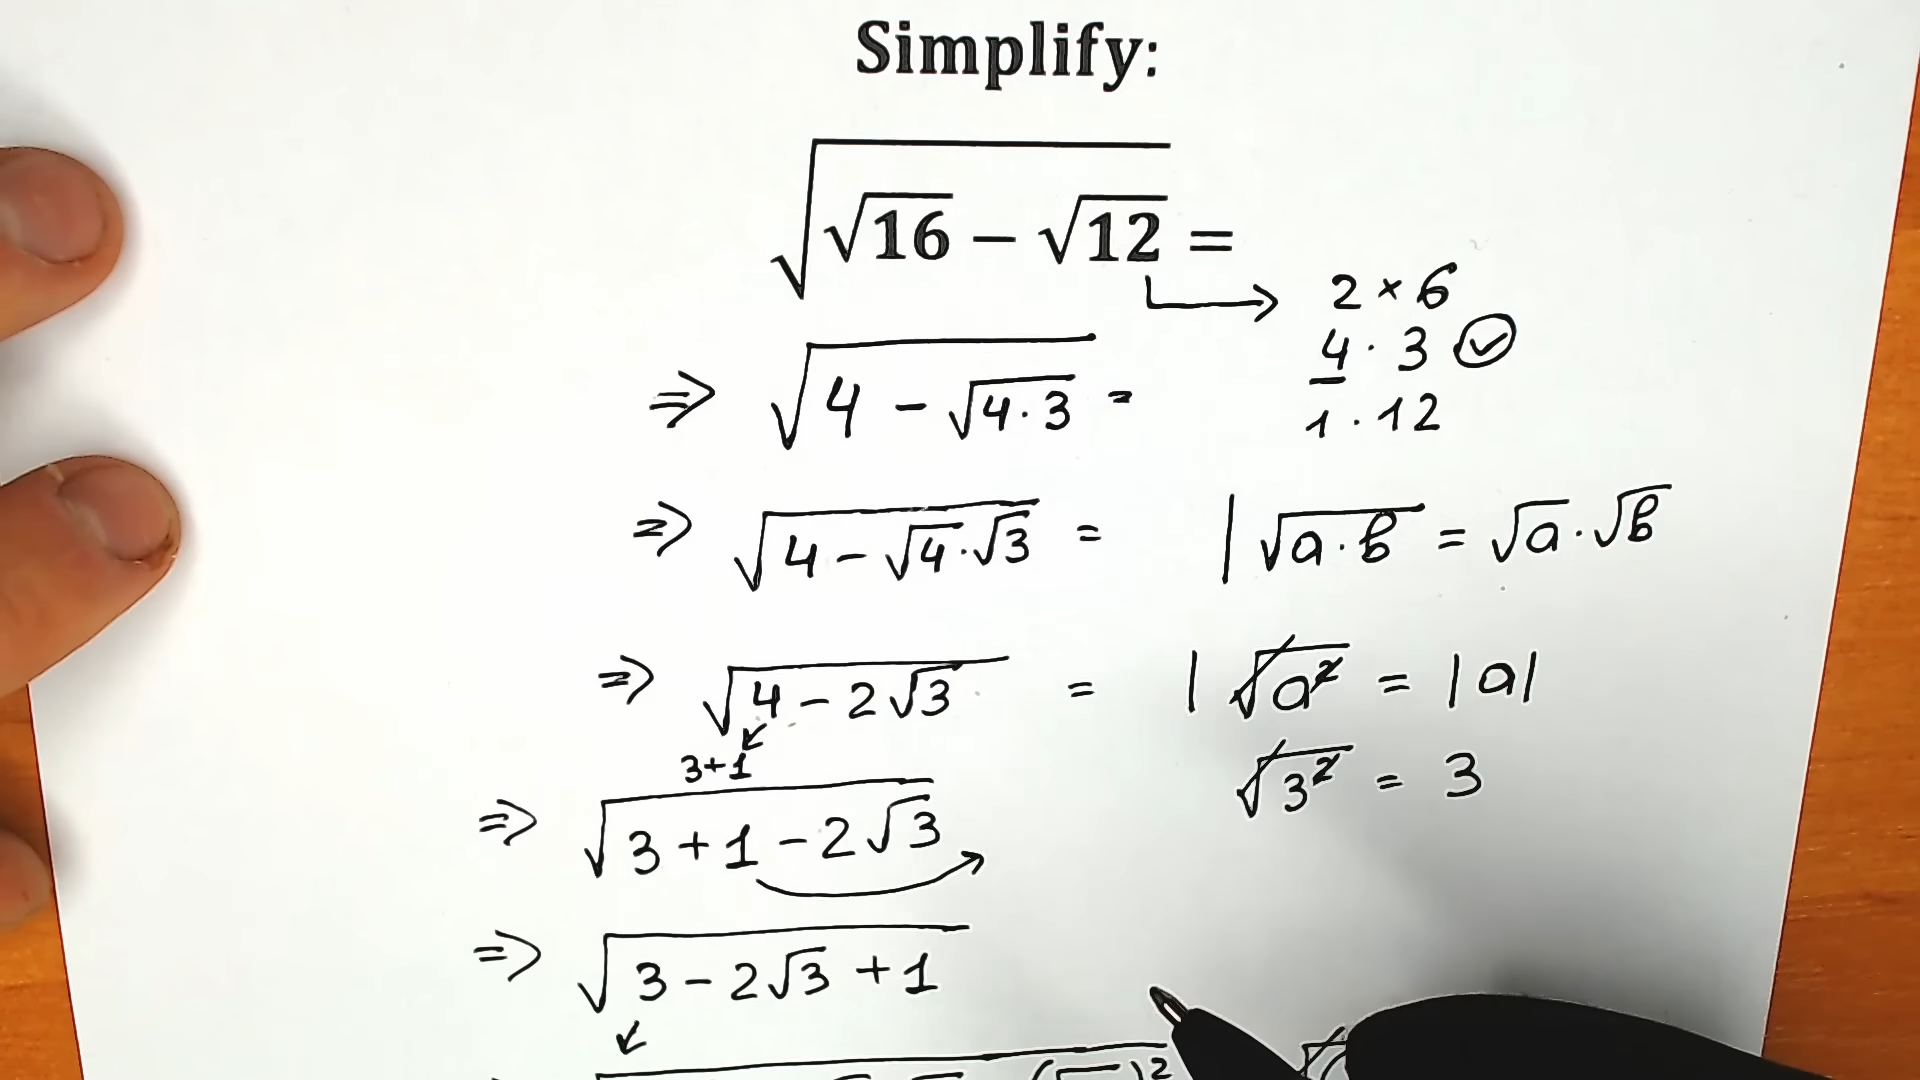 Simplify:
√(√16 − √12) =
2 × 6
⇒ √(4 − √(4·3)) =
4 · 3 ✓
1 · 12
⇒ √(4 − √4·√3) = | √(a·b) = √a·√b
⇒ √(4 − 2√3) = | √a² = |a|
3+1
√3² = 3
⇒ √(3 + 1 − 2√3)
⇒ √(3 − 2√3 + 1)